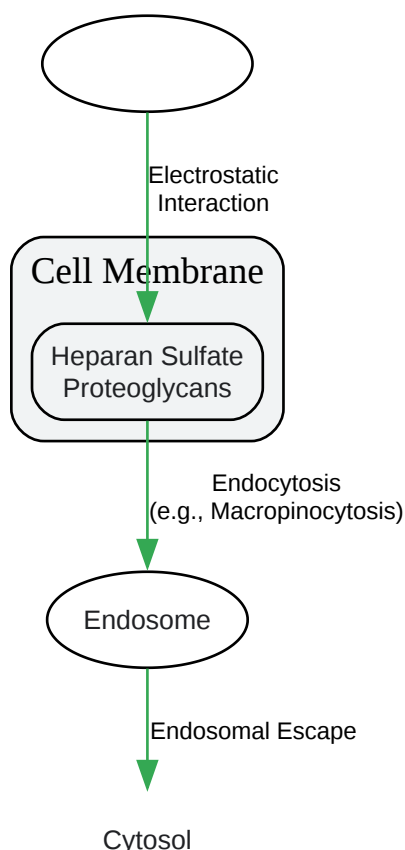 Electrostatic
Interaction
Cell Membrane
Heparan Sulfate
Proteoglycans
Endocytosis
(e.g., Macropinocytosis)
Endosome
Endosomal Escape
Cytosol